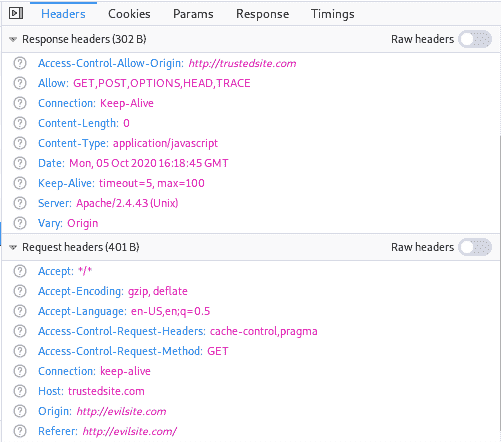 Headers Cookies Params Response Timings
Response headers (302 B) Raw headers
Access-Control-Allow-Origin: http://trustedsite.com
Allow: GET,POST,OPTIONS,HEAD,TRACE
Connection: Keep-Alive
Content-Length: 0
Content-Type: application/javascript
Date: Mon, 05 Oct 2020 16:18:45 GMT
Keep-Alive: timeout=5, max=100
Server: Apache/2.4.43 (Unix)
Vary: Origin
Request headers (401 B) Raw headers
Accept: */*
Accept-Encoding: gzip, deflate
Accept-Language: en-US,en;q=0.5
Access-Control-Request-Headers: cache-control,pragma
Access-Control-Request-Method: GET
Connection: keep-alive
Host: trustedsite.com
Origin: http://evilsite.com
Referer: http://evilsite.com/